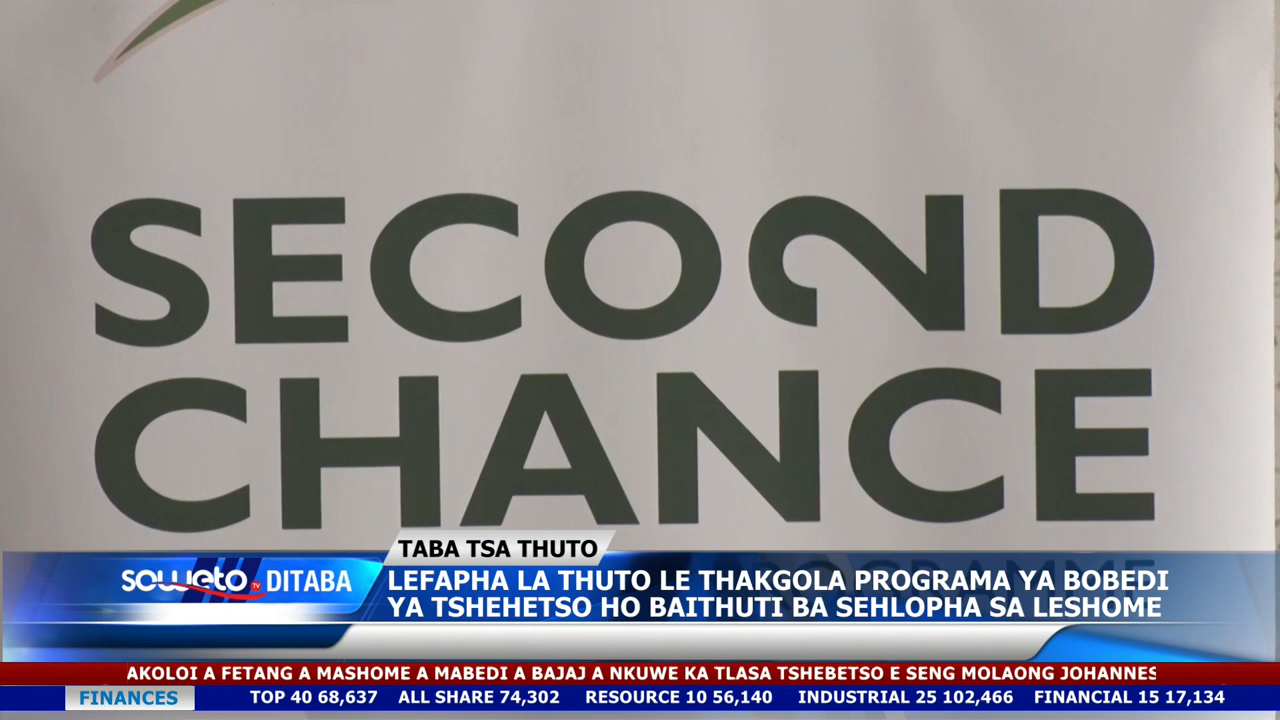 SECOND
CHANCE
TABA TSA THUTO
SOWETO TV DITABA
LEFAPHA LA THUTO LE THAKGOLA PROGRAMA YA BOBEDI
YA TSHEHETSO HO BAITHUTI BA SEHLOPHA SA LESHOME
AKOLOI A FETANG A MASHOME A MABEDI A BAJAJ A NKUWE KA TLASA TSHEBETSO E SENG MOLAONG JOHANNES
FINANCES TOP 40 68,637 ALL SHARE 74,302 RESOURCE 10 56,140 INDUSTRIAL 25 102,466 FINANCIAL 15 17,134